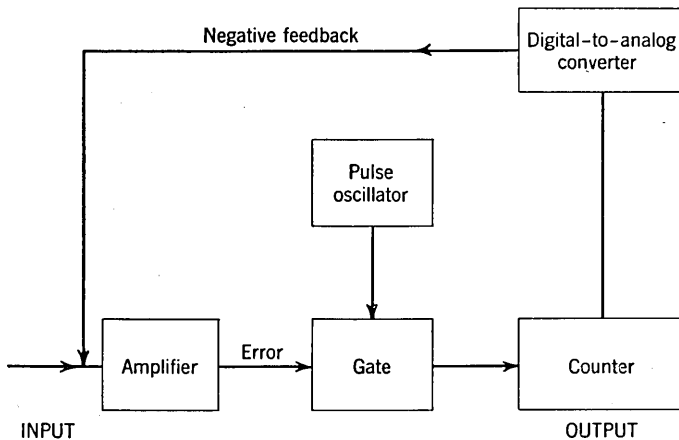 Negative feedback
Digital-to-analog
converter
Pulse
oscillator
Amplifier
Error
Gate
Counter
INPUT
OUTPUT